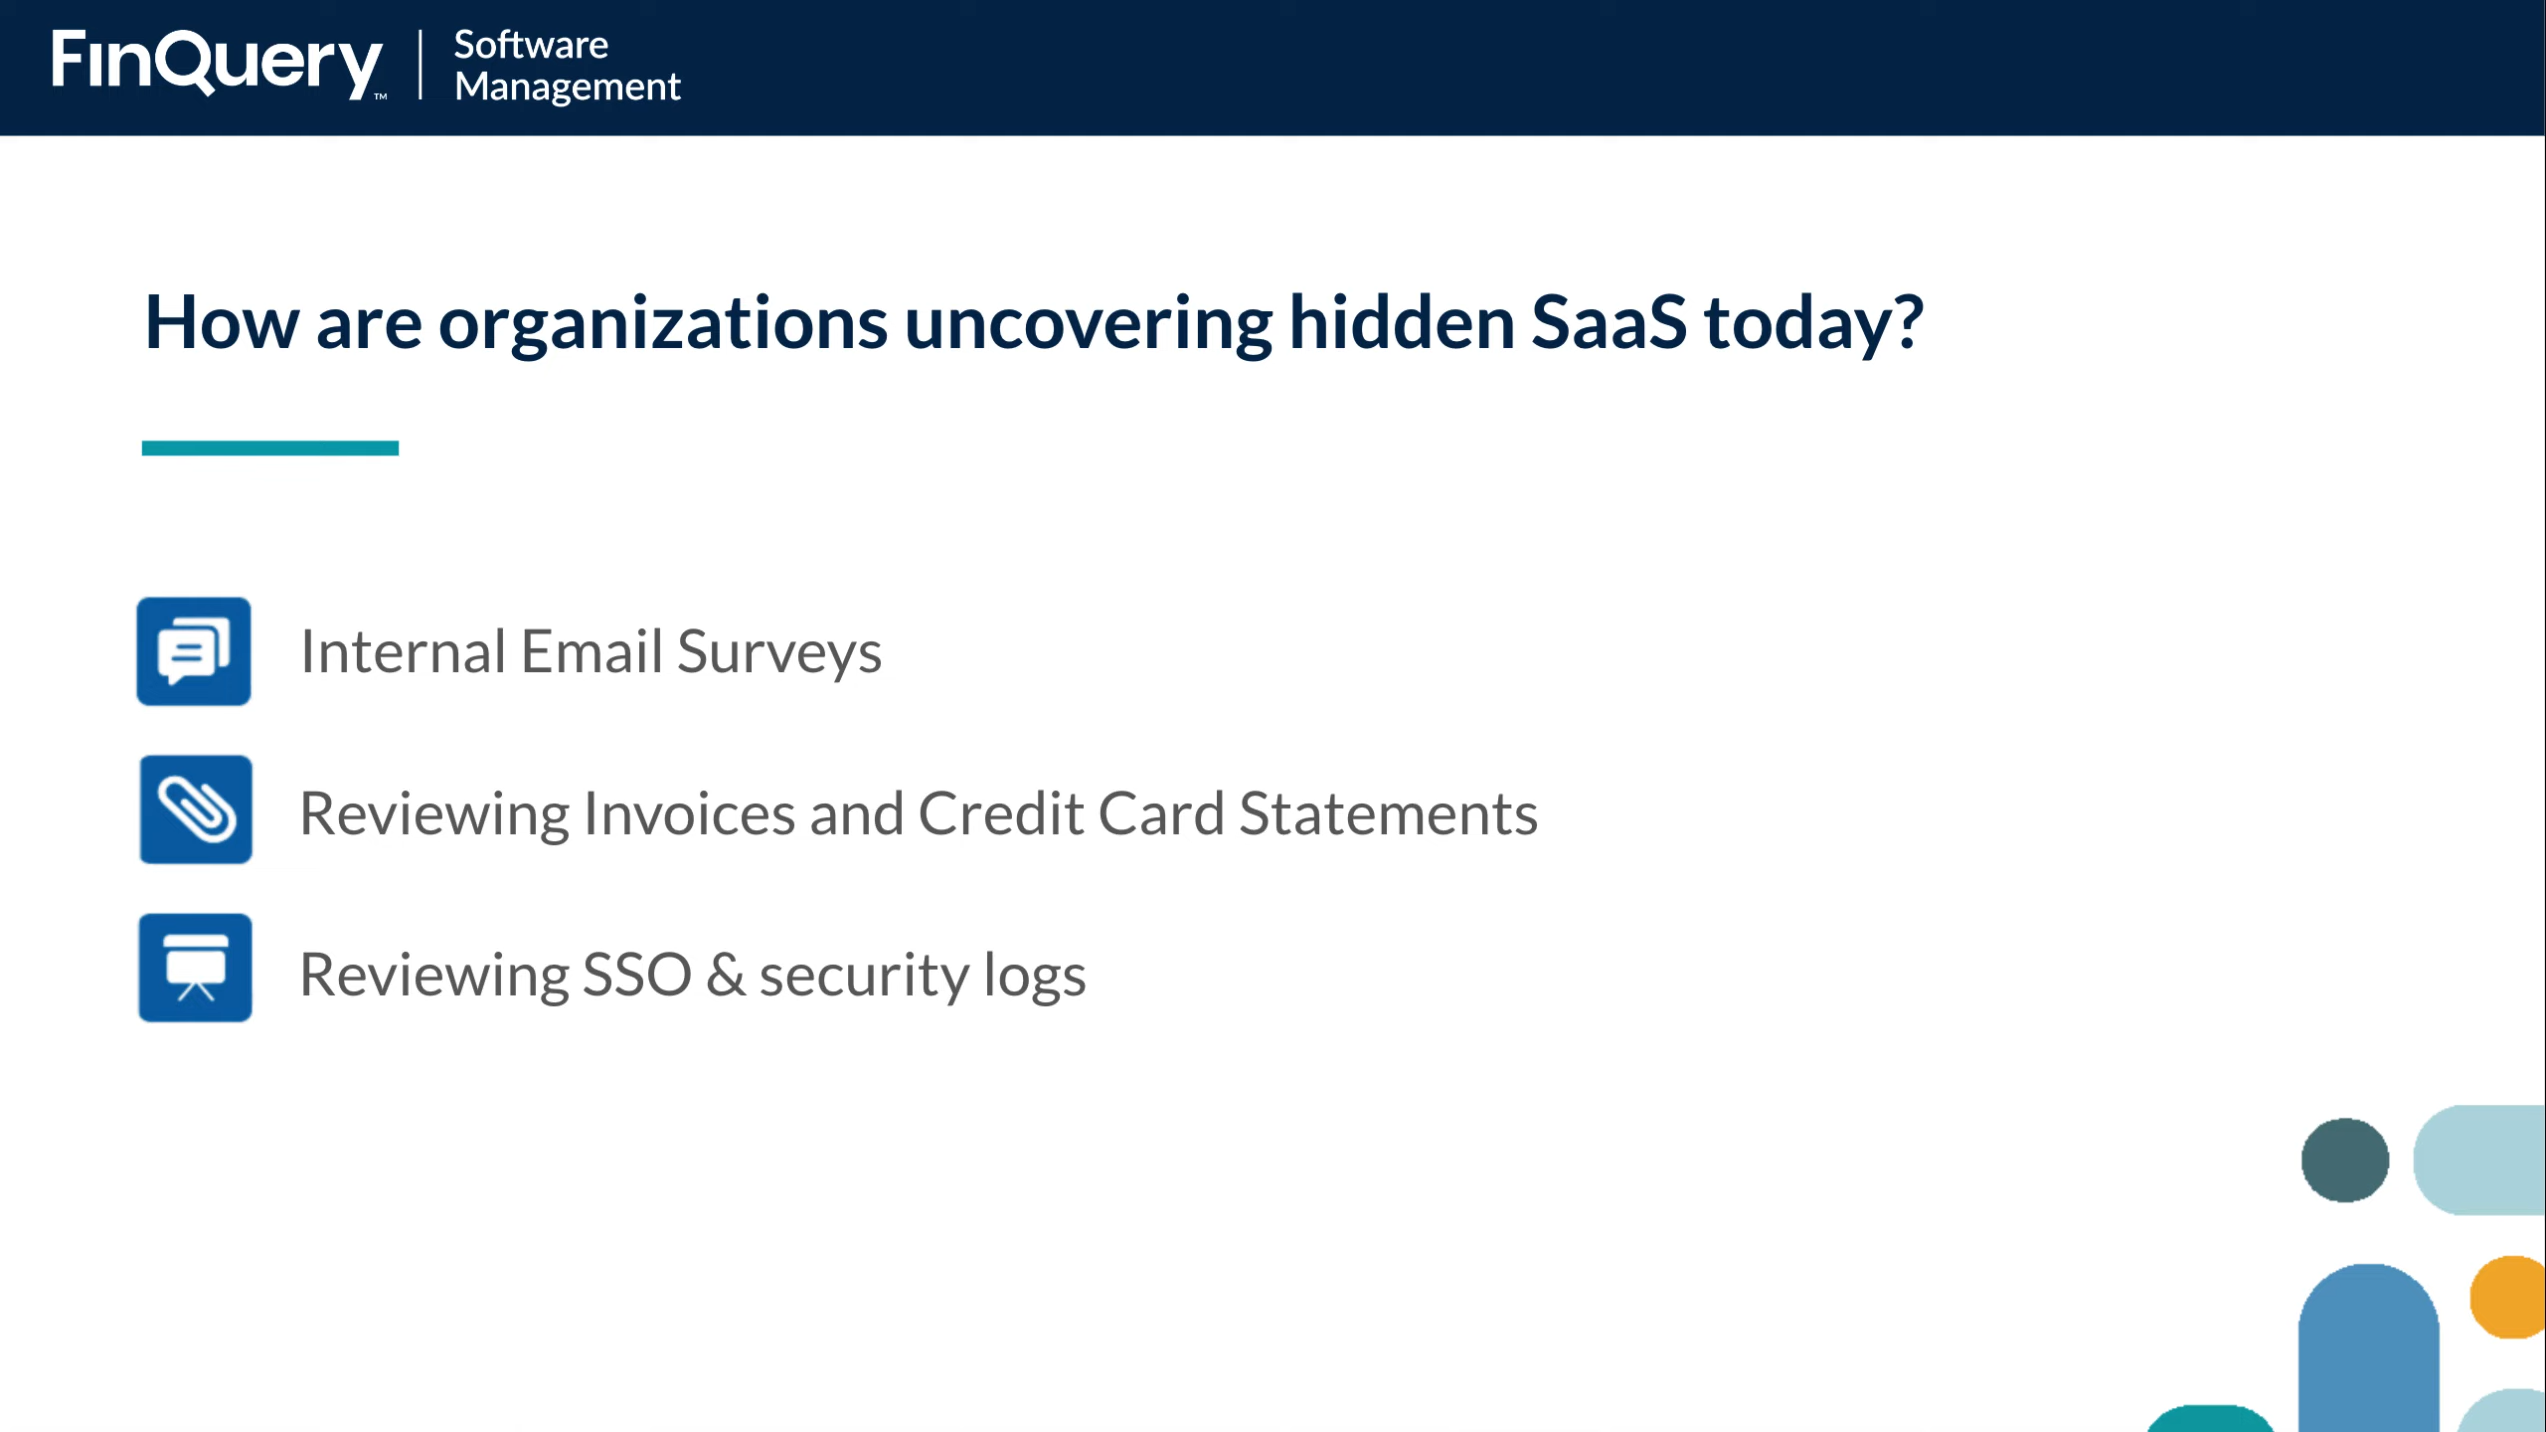 FinQuery™
Software
Management
How are organizations uncovering hidden SaaS today?
Internal Email Surveys
Reviewing Invoices and Credit Card Statements
Reviewing SSO & security logs